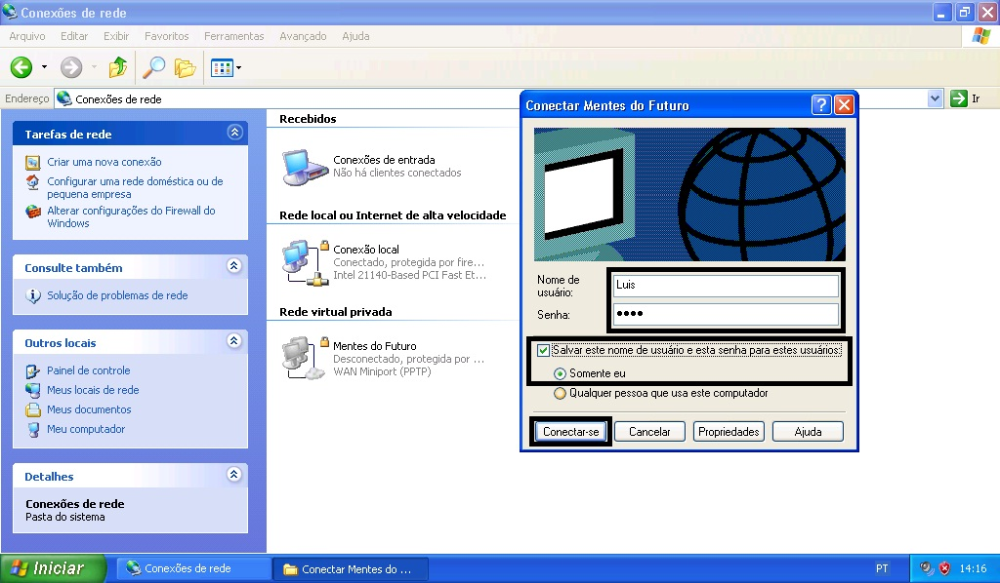 Conexões de rede
Arquivo Editar Exibir Favoritos Ferramentas Avançado Ajuda
Endereço Conexões de rede Ir
Tarefas de rede
Criar uma nova conexão
Configurar uma rede doméstica ou de
pequena empresa
Alterar configurações do Firewall do
Windows
Consulte também
Solução de problemas de rede
Outros locais
Painel de controle
Meus locais de rede
Meus documentos
Meu computador
Detalhes
Conexões de rede
Pasta do sistema
Recebidos
Conexões de entrada
Não há clientes conectados
Rede local ou Internet de alta velocidade
Conexão local
Conectado, protegida por fire...
Intel 21140-Based PCI Fast Et...
Rede virtual privada
Mentes do Futuro
Desconectado, protegida por ...
WAN Miniport (PPTP)
Conectar Mentes do Futuro
Nome de
usuário:
Luis
Senha: ●●●●
Salvar este nome de usuário e esta senha para estes usuários:
Somente eu
Qualquer pessoa que usa este computador
Conectar-se Cancelar Propriedades Ajuda
Iniciar Conexões de rede Conectar Mentes do ... PT 14:16